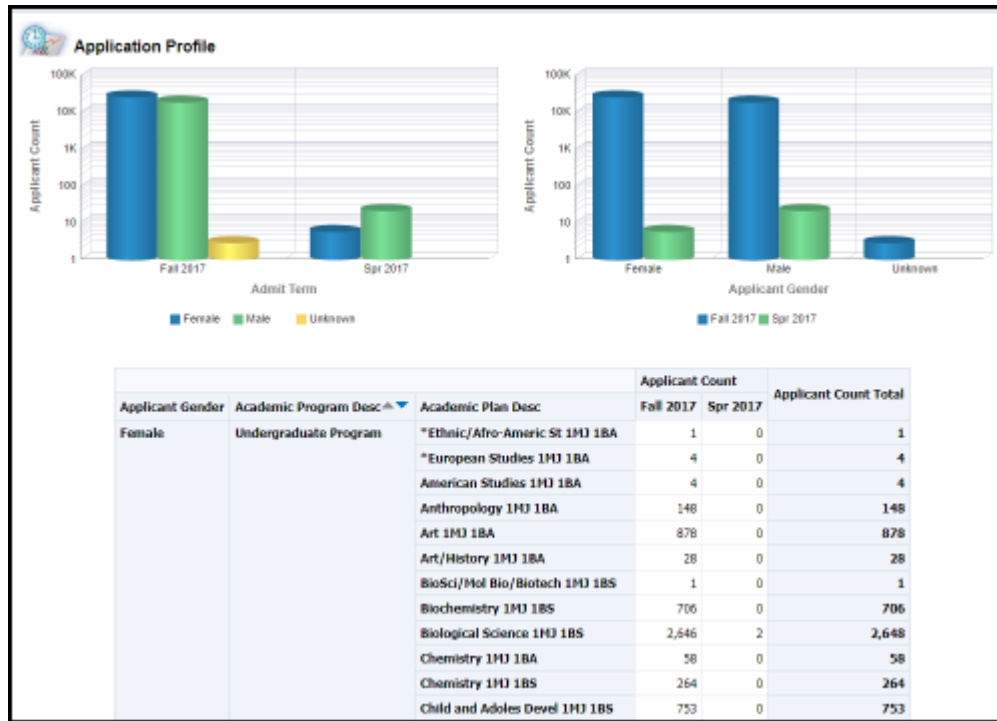 Application Profile
100K
10K
1K
100
10
1
Applicant Count
Fall 2017 Spr 2017
Admit Term
Female Male Unknown
100K
10K
1K
100
10
1
Applicant Count
Female Male Unknown
Applicant Gender
Fall 2017 Spr 2017
Applicant Count Applicant Count Total
Applicant Gender Academic Program Desc Academic Plan Desc Fall 2017 Spr 2017
Female Undergraduate Program *Ethnic/Afro-Americ St 1MJ 1BA 1 0 1
*European Studies 1MJ 1BA 4 0 4
American Studies 1MJ 1BA 4 0 4
Anthropology 1MJ 1BA 148 0 148
Art 1MJ 1BA 878 0 878
Art/History 1MJ 1BA 28 0 28
BioSci/Mol Bio/Biotech 1MJ 1BS 1 0 1
Biochemistry 1MJ 1BS 706 0 706
Biological Science 1MJ 1BS 2,646 2 2,648
Chemistry 1MJ 1BA 58 0 58
Chemistry 1MJ 1BS 264 0 264
Child and Adoles Devel 1MJ 1BS 753 0 753